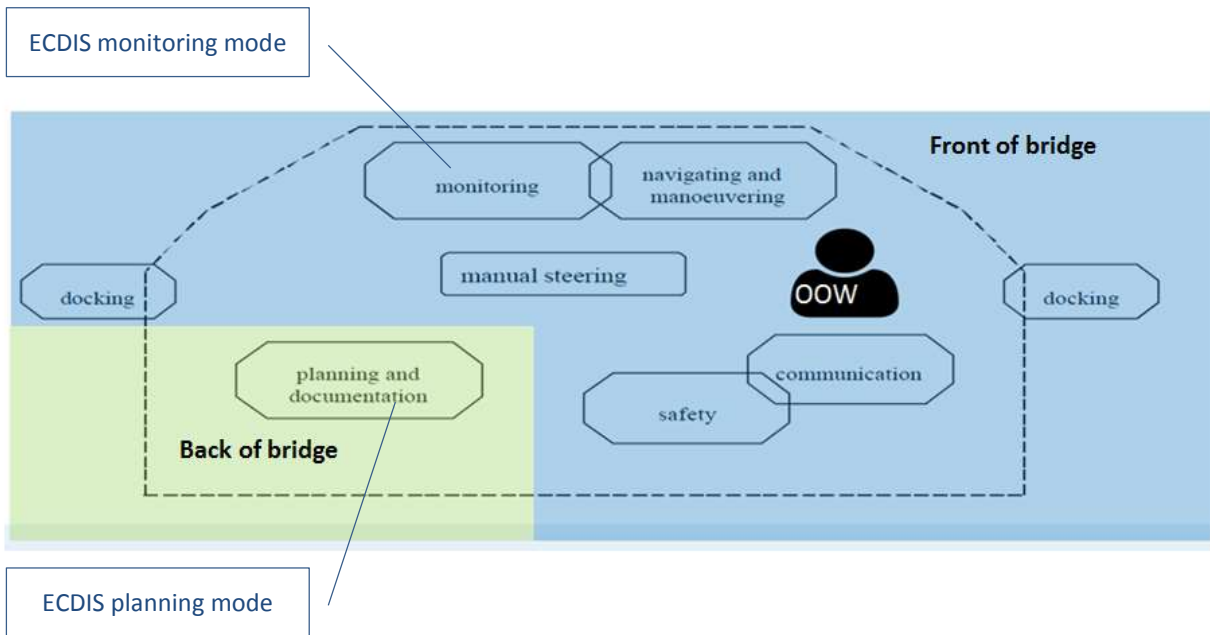 ECDIS monitoring mode
Front of bridge
monitoring
navigating and
manoeuvering
manual steering
OOW
docking
docking
planning and
documentation
communication
safety
Back of bridge
ECDIS planning mode